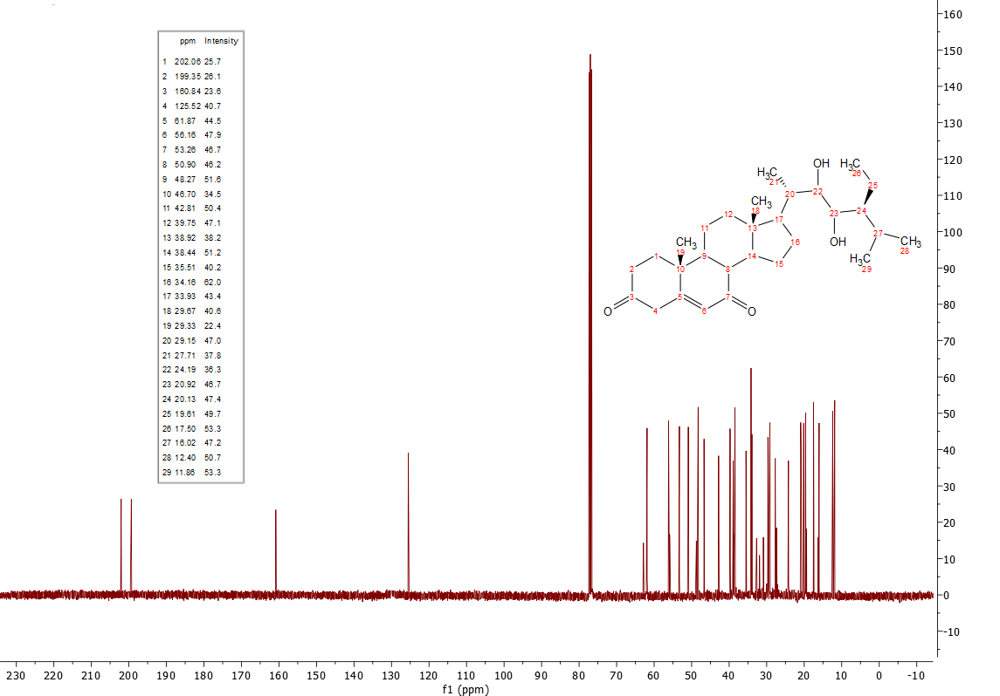 ppm Intensity
1 202.06 25.7
2 199.35 26.1
3 160.84 23.6
4 125.52 40.7
5 61.87 44.5
6 56.16 47.9
7 53.26 46.7
8 50.90 46.2
9 48.27 51.6
10 46.70 34.5
11 42.81 50.4
12 39.75 47.1
13 38.92 38.2
14 38.44 51.2
15 35.51 40.2
16 34.16 62.0
17 33.93 43.4
18 29.67 40.6
19 29.33 22.4
20 29.15 47.0
21 27.71 37.8
22 24.19 36.3
23 20.92 46.7
24 20.13 47.4
25 19.61 49.7
26 17.50 53.3
27 16.02 47.2
28 12.40 50.7
29 11.86 53.3
OH H₃C
26
H₃C
21
25
20 22
H₃C
18
12
23 24
17
11 13
27
OH
16
CH₃
28
H₃C
29
CH₃
19
1 9 14
15
2 10 8
3 5 7
O 4 6 O
160
150
140
130
120
110
100
90
80
70
60
50
40
30
20
10
0
-10
230 220 210 200 190 180 170 160 150 140 130 120 110 100 90 80 70 60 50 40 30 20 10 0 -10
f1 (ppm)